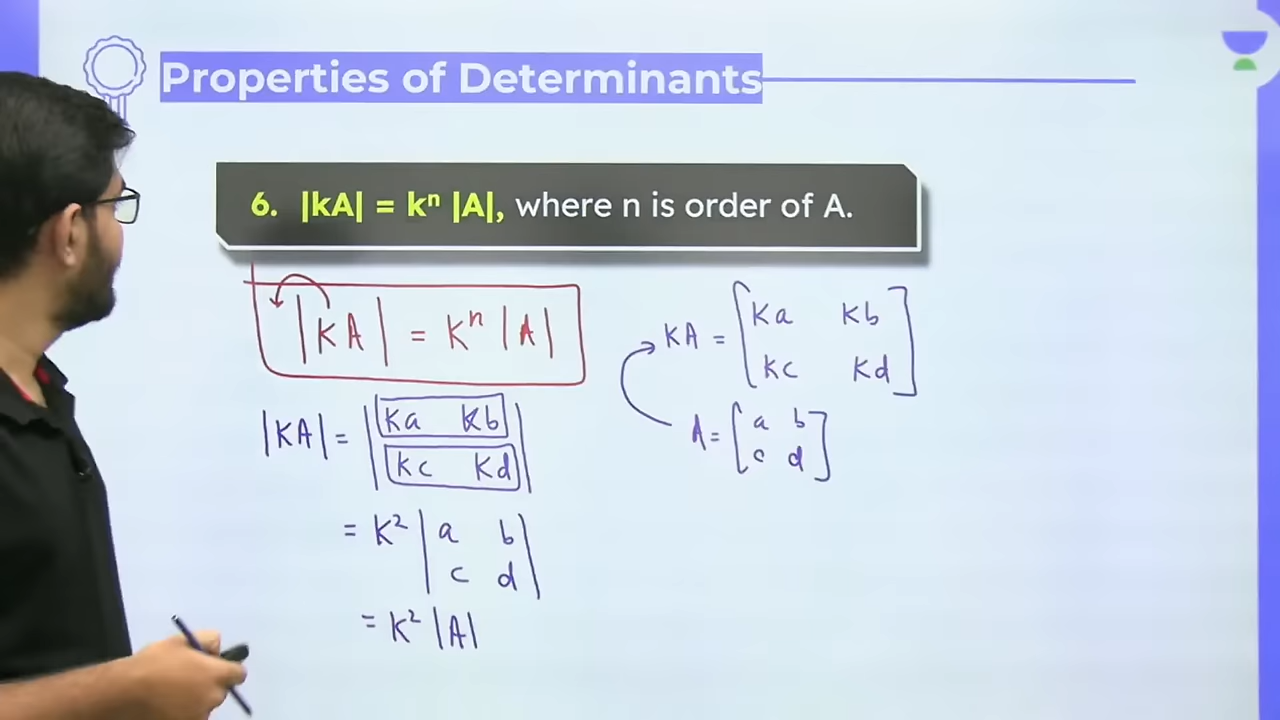 Properties of Determinants
6. |kA| = kⁿ |A|, where n is order of A.
|KA| = Kⁿ |A|
KA = [Ka Kb
Kc Kd]
A = [a b
c d]
|KA| = |Ka Kb
Kc Kd|
= K² |a b
c d|
= K² |A|